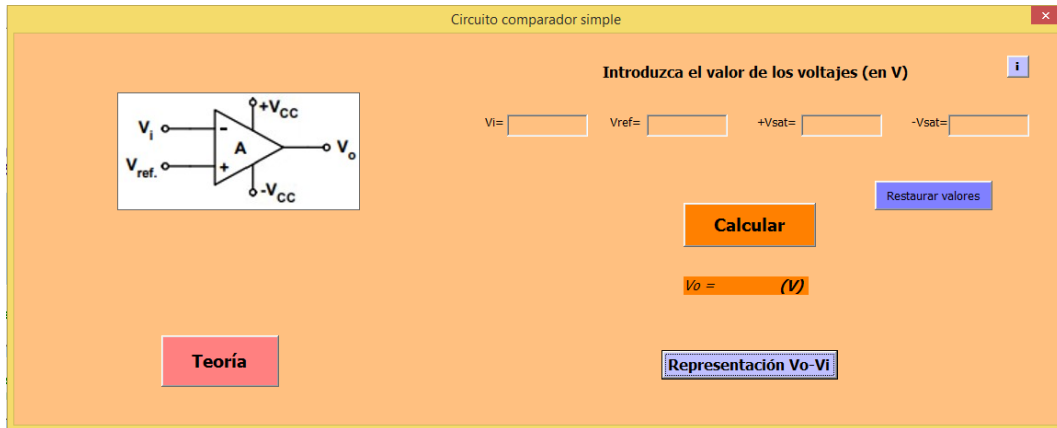 Circuito comparador simple
×
Introduzca el valor de los voltajes (en V)
i
Vi=
Vref=
+Vsat=
-Vsat=
+VCC
Vi
-
A
Vo
Vref.
+
-VCC
Restaurar valores
Calcular
Vo = (V)
Teoría
Representación Vo-Vi